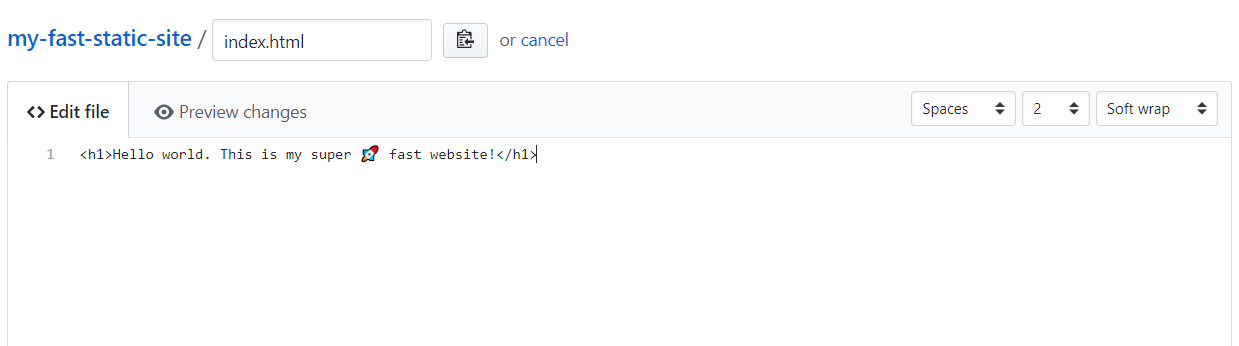 my-fast-static-site / index.html or cancel
<> Edit file Preview changes Spaces 2 Soft wrap
1 <h1>Hello world. This is my super 🚀 fast website!</h1>